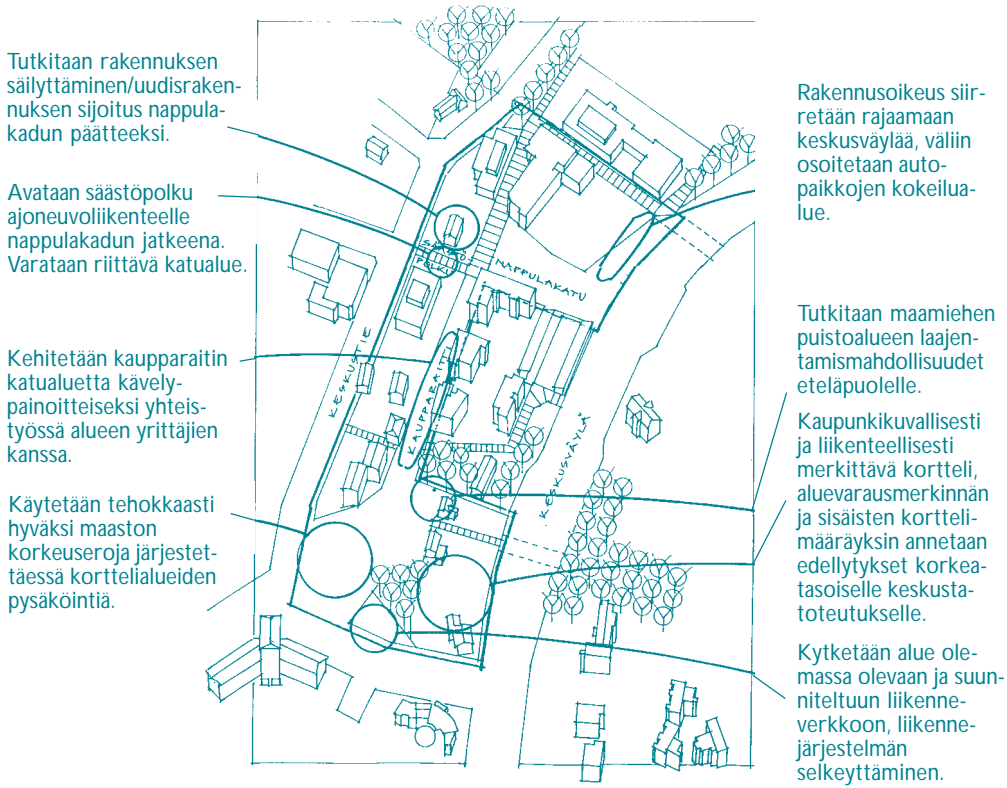 Tutkitaan rakennuksen
säilyttäminen/uudisraken-
nuksen sijoitus nappula-
kadun päätteeksi.
Avataan säästöpolku
ajoneuvoliikenteelle
nappulakadun jatkeena.
Varataan riittävä katualue.
Kehitetään kaupparaitin
katualuetta kävely-
painoitteiseksi yhteis-
työssä alueen yrittäjien
kanssa.
Käytetään tehokkaasti
hyväksi maaston
korkeuseroja järjestet-
täessä korttelialueiden
pysäköintiä.
SÄÄSTÖ-
POLKU
NAPPULAKATU
KESKUSTIE
KAUPPARAITTI
KESKUSVÄYLÄ
Rakennusoikeus siir-
retään rajaamaan
keskusväylää, väliin
osoitetaan auto-
paikkojen kokeilua-
lue.
Tutkitaan maamiehen
puistoalueen laajen-
tamismahdollisuudet
eteläpuolelle.
Kaupunkikuvallisesti
ja liikenteellisesti
merkittävä kortteli,
aluevarausmerkinnän
ja sisäisten kortteli-
määräyksin annetaan
edellytykset korkea-
tasoiselle keskusta-
toteutukselle.
Kytketään alue ole-
massa olevaan ja suun-
niteltuun liikenne-
verkkoon, liikenne-
järjestelmän
selkeyttäminen.